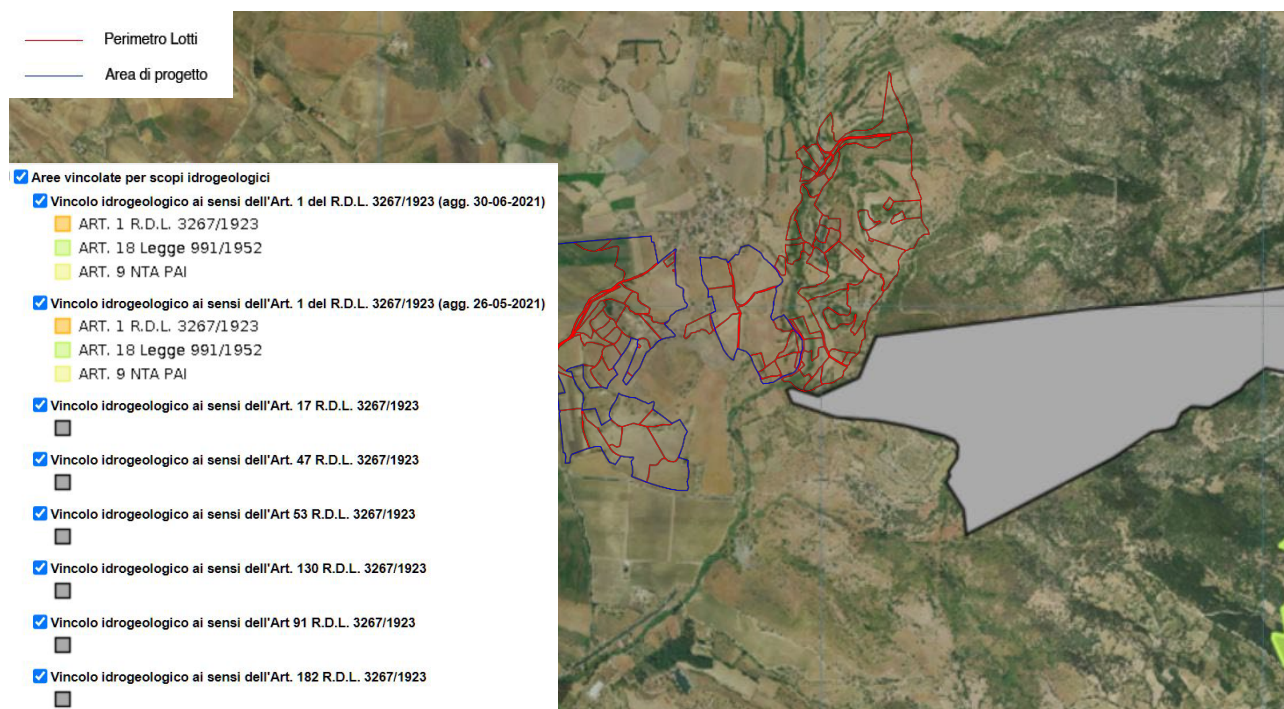 Perimetro Lotti
Area di progetto
Aree vincolate per scopi idrogeologici
Vincolo idrogeologico ai sensi dell'Art. 1 del R.D.L. 3267/1923 (agg. 30-06-2021)
ART. 1 R.D.L. 3267/1923
ART. 18 Legge 991/1952
ART. 9 NTA PAI
Vincolo idrogeologico ai sensi dell'Art. 1 del R.D.L. 3267/1923 (agg. 26-05-2021)
ART. 1 R.D.L. 3267/1923
ART. 18 Legge 991/1952
ART. 9 NTA PAI
Vincolo idrogeologico ai sensi dell'Art. 17 R.D.L. 3267/1923
Vincolo idrogeologico ai sensi dell'Art. 47 R.D.L. 3267/1923
Vincolo idrogeologico ai sensi dell'Art 53 R.D.L. 3267/1923
Vincolo idrogeologico ai sensi dell'Art. 130 R.D.L. 3267/1923
Vincolo idrogeologico ai sensi dell'Art 91 R.D.L. 3267/1923
Vincolo idrogeologico ai sensi dell'Art. 182 R.D.L. 3267/1923